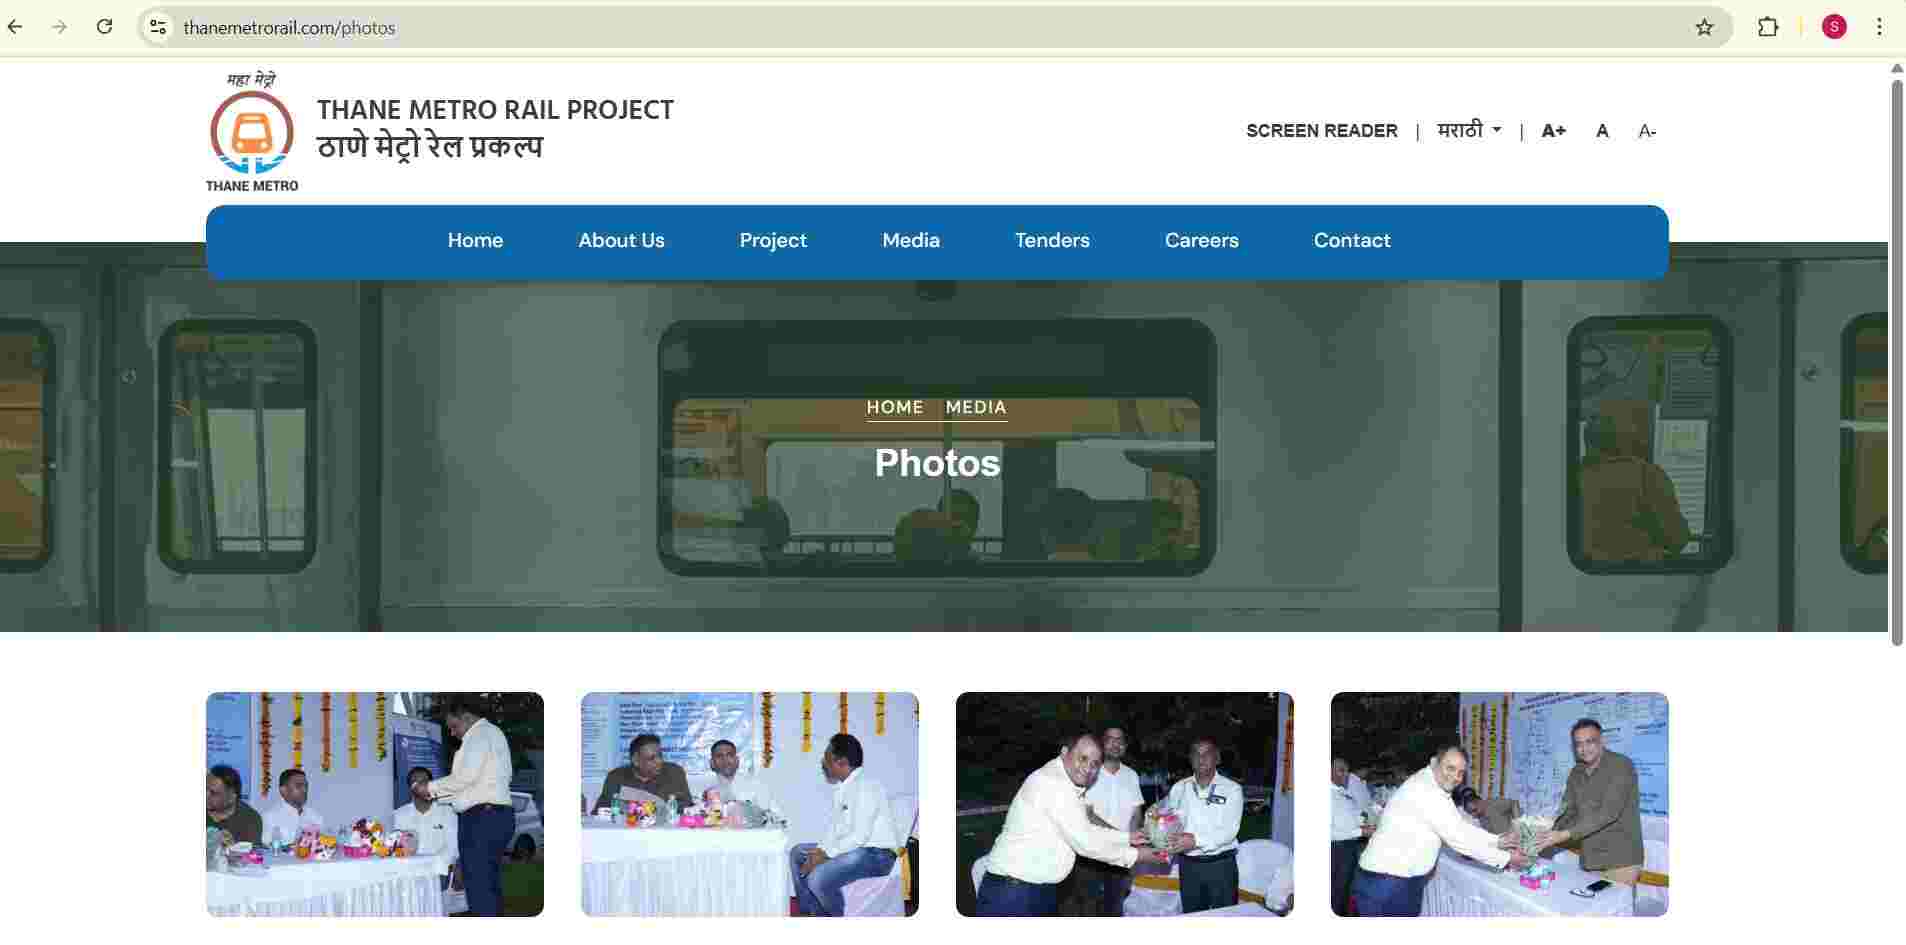 thanemetrorail.com/photos
S
महा मेट्रो
THANE METRO
THANE METRO RAIL PROJECT
ठाणे मेट्रो रेल प्रकल्प
SCREEN READER | मराठी | A+ A A-
Home About Us Project Media Tenders Careers Contact
HOME MEDIA
Photos